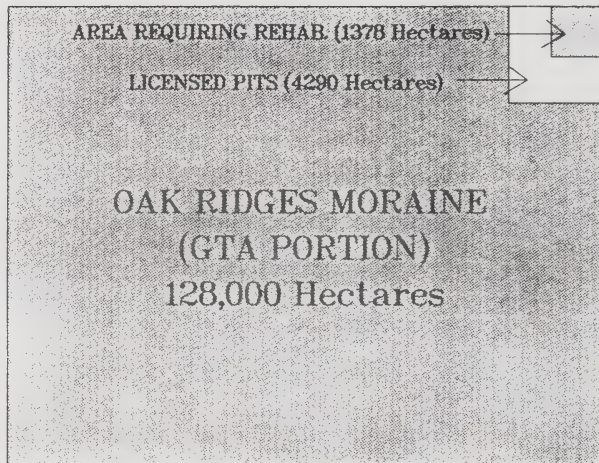 AREA REQUIRING REHAB. (1378 Hectares)
LICENSED PITS (4290 Hectares)
OAK RIDGES MORAINE
(GTA PORTION)
128,000 Hectares